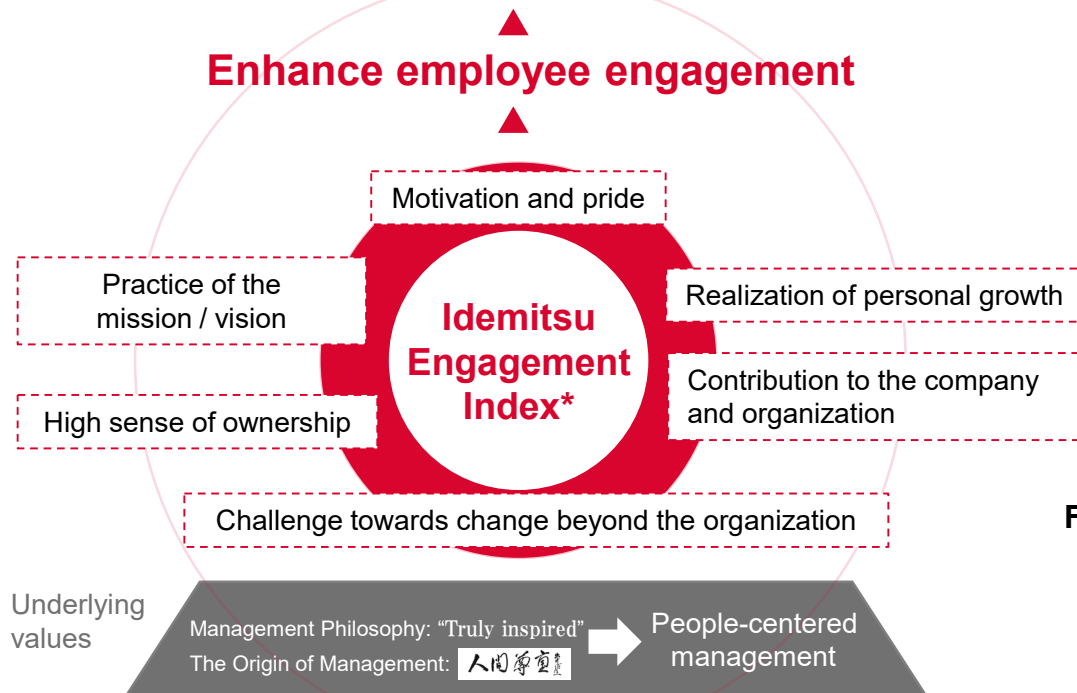 Enhance employee engagement
Motivation and pride
Practice of the
mission / vision
Realization of personal growth
Idemitsu
Engagement
Index*
Contribution to the company
and organization
High sense of ownership
Challenge towards change beyond the organization
F
Underlying
values
Management Philosophy: “Truly inspired”
The Origin of Management: 人间尊重
People-centered
management